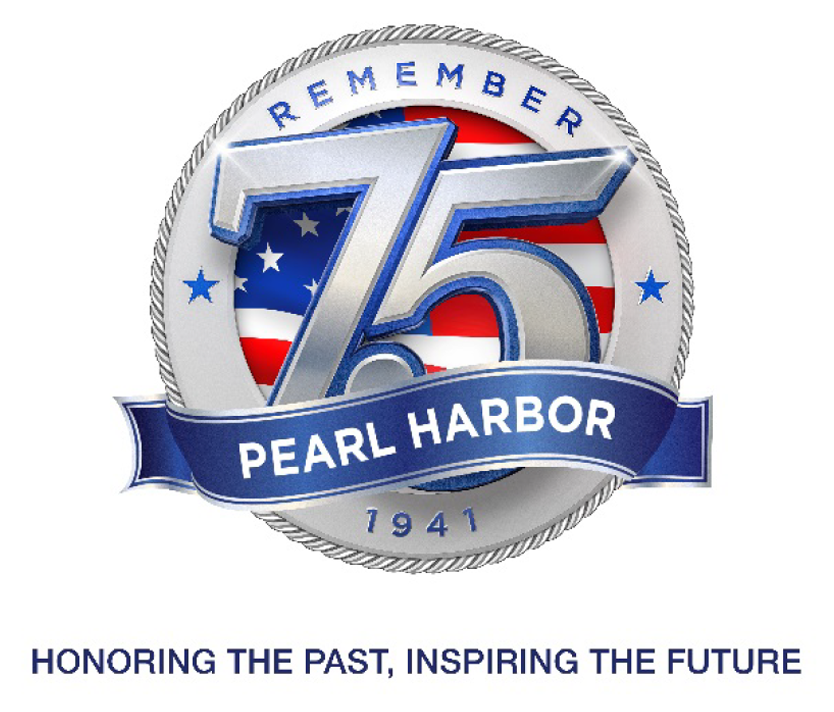 REMEMBER
75
PEARL HARBOR
1941
HONORING THE PAST, INSPIRING THE FUTURE